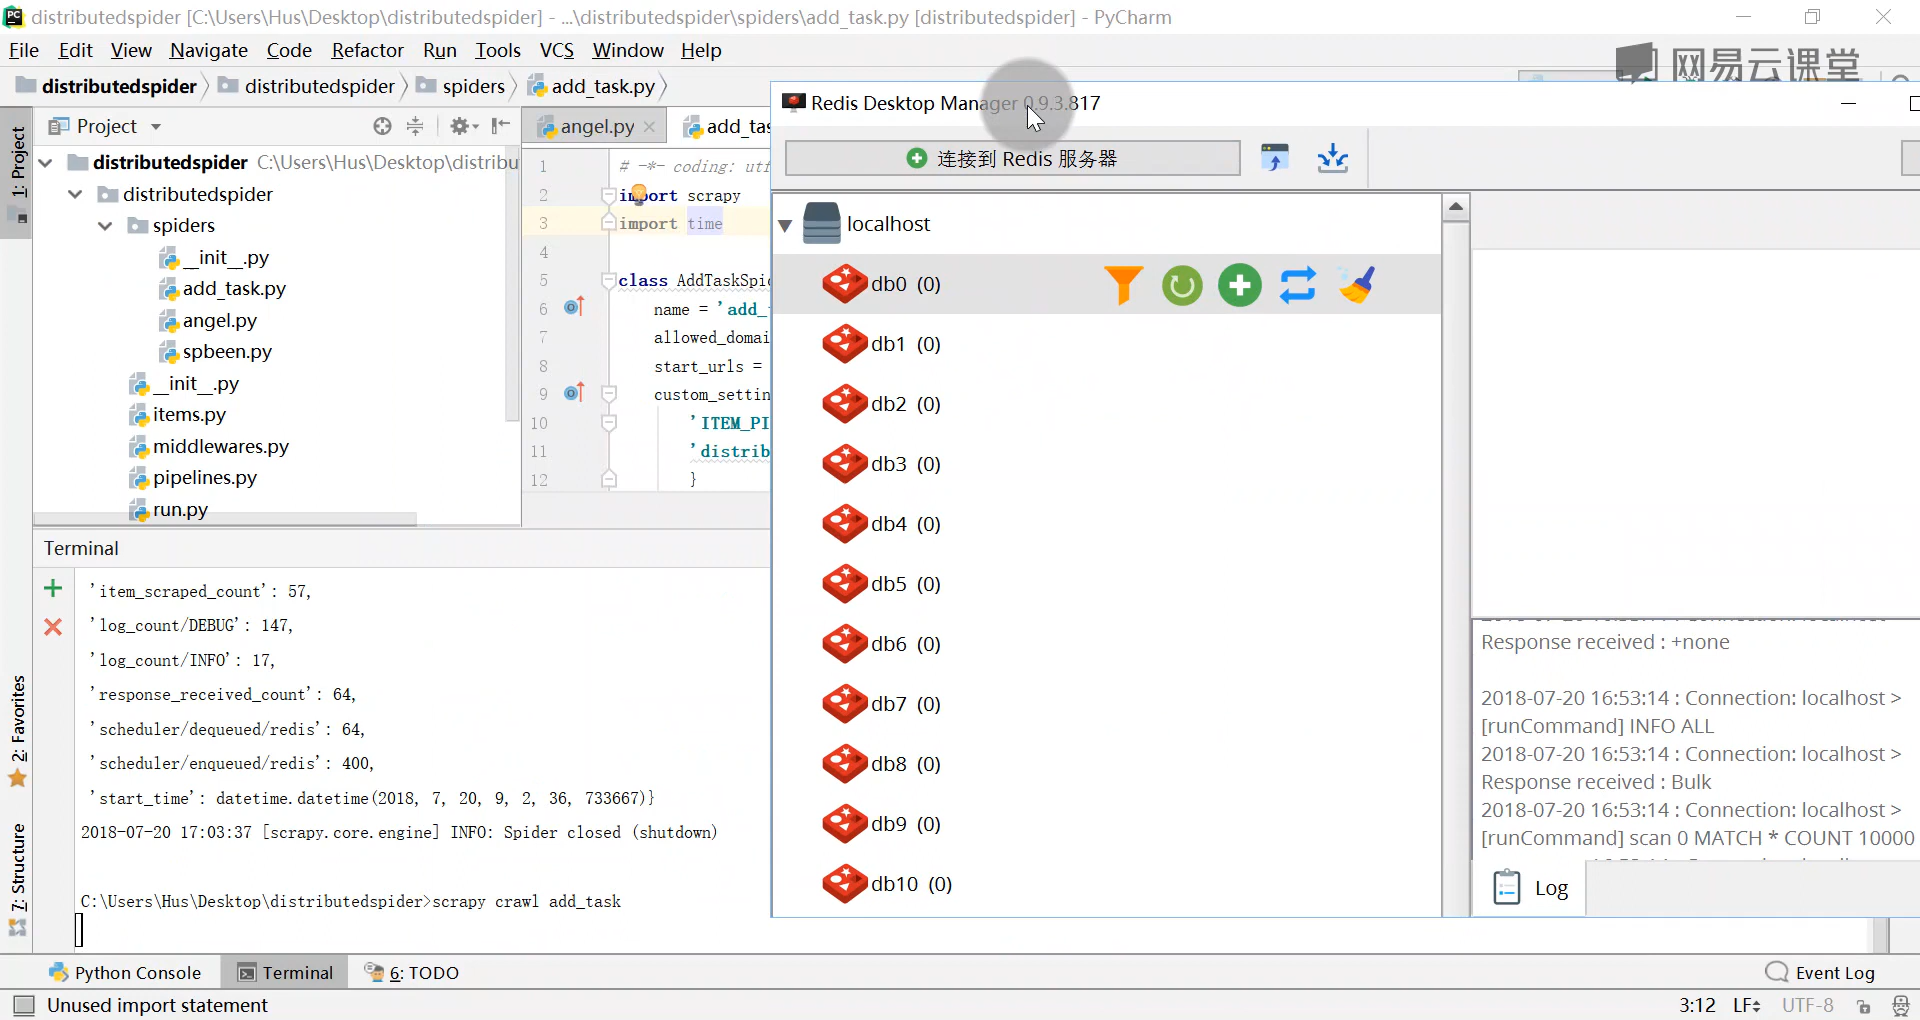 distributedspider [C:\Users\Hus\Desktop\distributedspider] - ...\distributedspider\spiders\add_task.py [distributedspider] - PyCharm
File Edit View Navigate Code Refactor Run Tools VCS Window Help
网易云课堂
distributedspider distributedspider spiders add_task.py
Redis Desktop Manager 0.9.3.817
1: Project
Project
angel.py add_tas
连接到 Redis 服务器
distributedspider C:\Users\Hus\Desktop\distribu
distributedspider
spiders
__init__.py
add_task.py
angel.py
spbeen.py
__init__.py
items.py
middlewares.py
pipelines.py
run.py
1 # -*- coding: utf
2 import scrapy
3 import time
4
5 class AddTaskSpi
6 name = 'add_
7 allowed_domai
8 start_urls =
9 custom_settin
10 'ITEM_PI
11 'distrib
12 }
localhost
db0 (0)
db1 (0)
db2 (0)
db3 (0)
db4 (0)
db5 (0)
db6 (0)
db7 (0)
db8 (0)
db9 (0)
db10 (0)
Response received : +none
2018-07-20 16:53:14 : Connection: localhost >
[runCommand] INFO ALL
2018-07-20 16:53:14 : Connection: localhost >
Response received : Bulk
2018-07-20 16:53:14 : Connection: localhost >
[runCommand] scan 0 MATCH * COUNT 10000
Log
Terminal
'item_scraped_count': 57,
'log_count/DEBUG': 147,
'log_count/INFO': 17,
'response_received_count': 64,
'scheduler/dequeued/redis': 64,
'scheduler/enqueued/redis': 400,
'start_time': datetime.datetime(2018, 7, 20, 9, 2, 36, 733667)}
2018-07-20 17:03:37 [scrapy.core.engine] INFO: Spider closed (shutdown)
C:\Users\Hus\Desktop\distributedspider>scrapy crawl add_task
2: Favorites
7: Structure
Python Console Terminal 6: TODO Event Log
Unused import statement 3:12 LF UTF-8